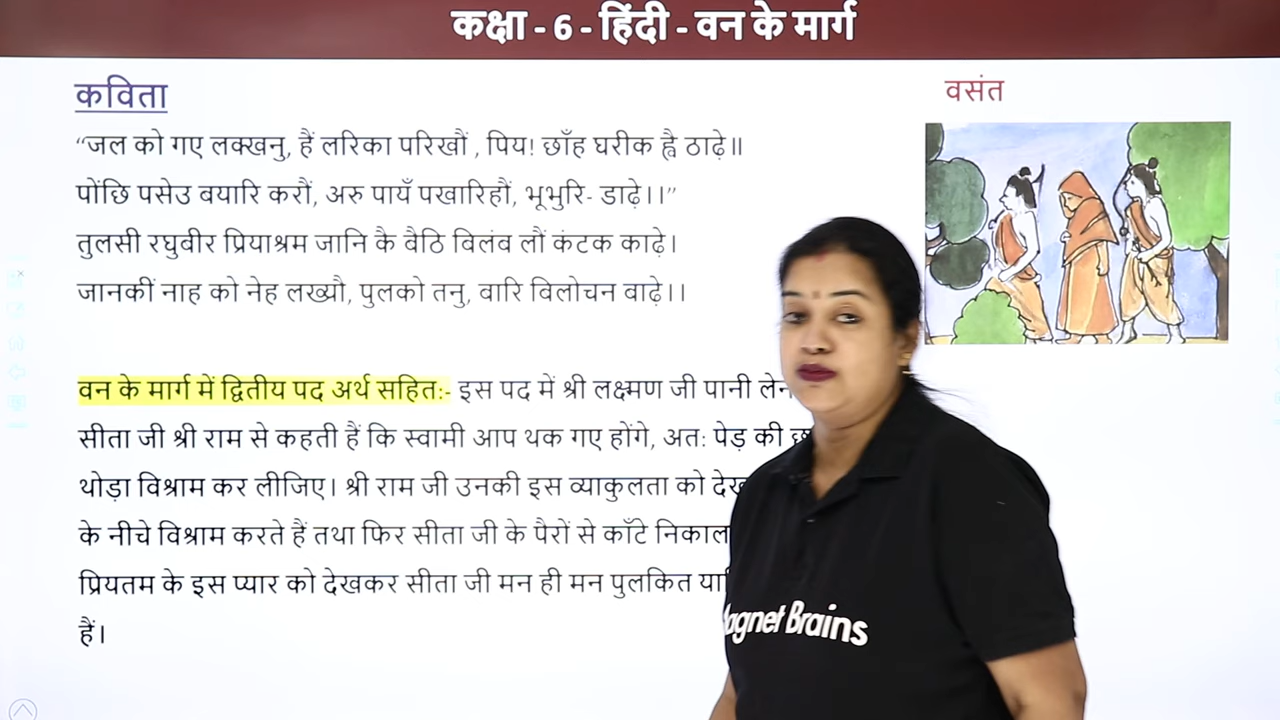 कक्षा - 6 - हिंदी - वन के मार्ग
कविता
वसंत
“जल को गए लक्खनु, हैं लरिका परिखौं , पिय! छाँह घरीक ह्वै ठाढ़े॥
पोंछि पसेउ बयारि करौं, अरु पायँ पखारिहौं, भूभुरि- डाढ़े।।”
तुलसी रघुवीर प्रियाश्रम जानि कै वैठि विलंव लौं कंटक काढ़े।
जानकीं नाह को नेह लख्यौ, पुलको तनु, वारि विलोचन वाढ़े।।
वन के मार्ग में द्वितीय पद अर्थ सहित:- इस पद में श्री लक्ष्मण जी पानी
सीता जी श्री राम से कहती हैं कि स्वामी आप थक गए होंगे, अत: पेड़ की
थोड़ा विश्राम कर लीजिए। श्री राम जी उनकी इस व्याकुलता को
के नीचे विश्राम करते हैं तथा फिर सीता जी के पैरों से काँटे
प्रियतम के इस प्यार को देखकर सीता जी मन ही मन पुलकित
हैं।
Brains